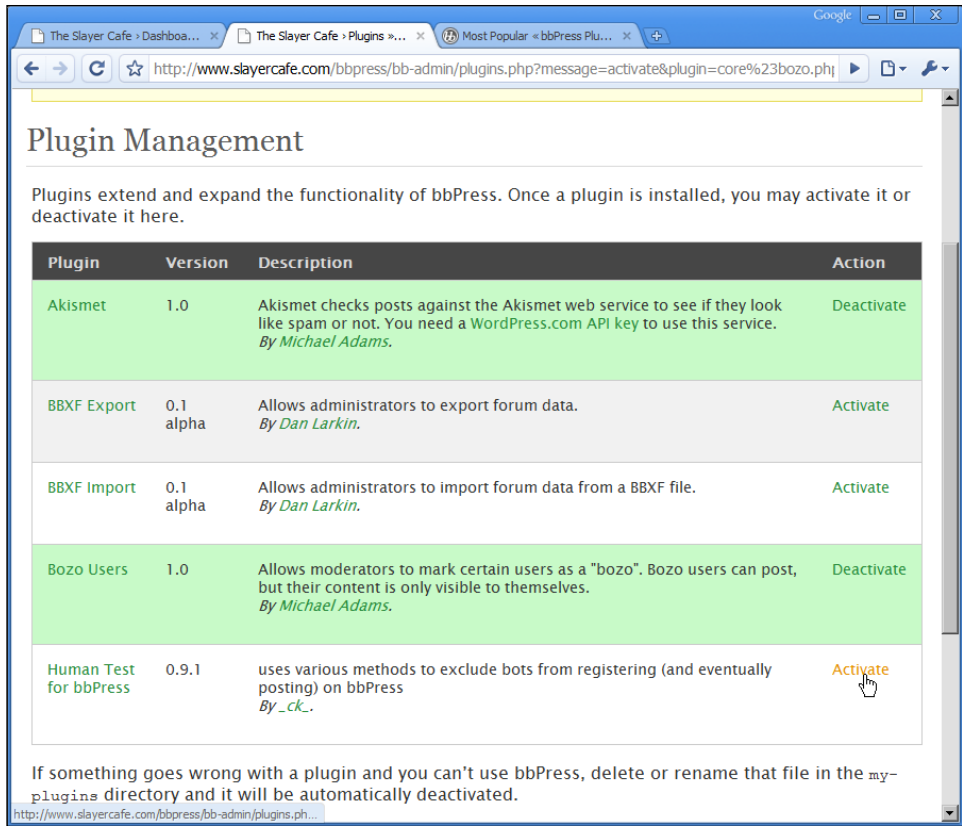 Google
The Slayer Cafe › Dashboa... ×
The Slayer Cafe › Plugins »... ×
Most Popular « bbPress Plu... ×
http://www.slayercafe.com/bbpress/bb-admin/plugins.php?message=activate&plugin=core%23bozo.php
Plugin Management
Plugins extend and expand the functionality of bbPress. Once a plugin is installed, you may activate it or
deactivate it here.
Plugin Version Description Action
Akismet 1.0 Akismet checks posts against the Akismet web service to see if they look Deactivate
like spam or not. You need a WordPress.com API key to use this service.
By Michael Adams.
BBXF Export 0.1 Allows administrators to export forum data. Activate
alpha By Dan Larkin.
BBXF Import 0.1 Allows administrators to import forum data from a BBXF file. Activate
alpha By Dan Larkin.
Bozo Users 1.0 Allows moderators to mark certain users as a "bozo". Bozo users can post, Deactivate
but their content is only visible to themselves.
By Michael Adams.
Human Test 0.9.1 uses various methods to exclude bots from registering (and eventually Activate
for bbPress posting) on bbPress
By _ck_.
If something goes wrong with a plugin and you can't use bbPress, delete or rename that file in the my-
plugins directory and it will be automatically deactivated.
http://www.slayercafe.com/bbpress/bb-admin/plugins.ph...